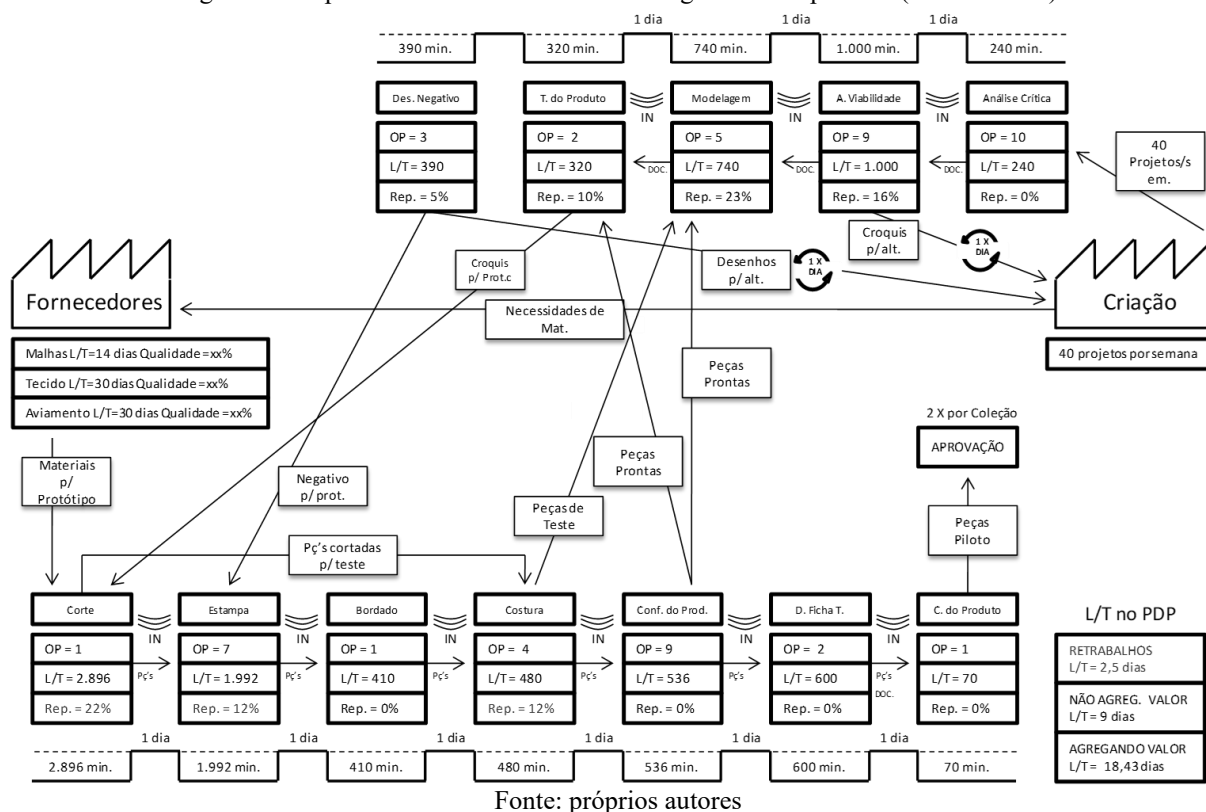 1 dia
1 dia
1 dia
390 min.
320 min.
740 min.
1.000 min.
240 min.
Des. Negativo
T. do Produto
Modelagem
A. Viabilidade
Análise Crítica
IN
IN
IN
OP = 3
OP = 2
OP = 5
OP = 9
OP = 10
L/T = 390
L/T = 320
L/T = 740
L/T = 1.000
L/T = 240
DOC.
DOC.
DOC.
Rep. = 5%
Rep. = 10%
Rep. = 23%
Rep. = 16%
Rep. = 0%
40
Projetos/s
em.
Croquis
p/ Prot.c
Desenhos
p/ alt.
1 X
DIA
Croquis
p/ alt.
1 X
DIA
Fornecedores
Necessidades de
Mat.
Criação
Malhas L/T=14 dias Qualidade=xx%
Tecido L/T=30 dias Qualidade=xx%
Aviamento L/T=30 dias Qualidade=xx%
40 projetos por semana
Peças
Prontas
2 X por Coleção
APROVAÇÃO
Materiais
p/
Protótipo
Negativo
p/ prot.
Peças
Prontas
Peças de
Teste
Peças
Piloto
Pç's cortadas
p/ teste
Corte
Estampa
Bordado
Costura
Conf. do Prod.
D. Ficha T.
C. do Produto
IN
IN
IN
IN
IN
IN
OP = 1
OP = 7
OP = 1
OP = 4
OP = 9
OP = 2
OP = 1
L/T = 2.896
L/T = 1.992
L/T = 410
L/T = 480
L/T = 536
L/T = 600
L/T = 70
Pç's
Pç's
Pç's
Pç's
Pç's
Pç's
DOC.
Rep. = 22%
Rep. = 12%
Rep. = 0%
Rep. = 12%
Rep. = 0%
Rep. = 0%
Rep. = 0%
1 dia
1 dia
1 dia
1 dia
1 dia
1 dia
2.896 min.
1.992 min.
410 min.
480 min.
536 min.
600 min.
70 min.
L/T no PDP
RETRABALHOS
L/T = 2,5 dias
NÃO AGREG. VALOR
L/T = 9 dias
AGREGANDO VALOR
L/T = 18,43 dias
Fonte: próprios autores